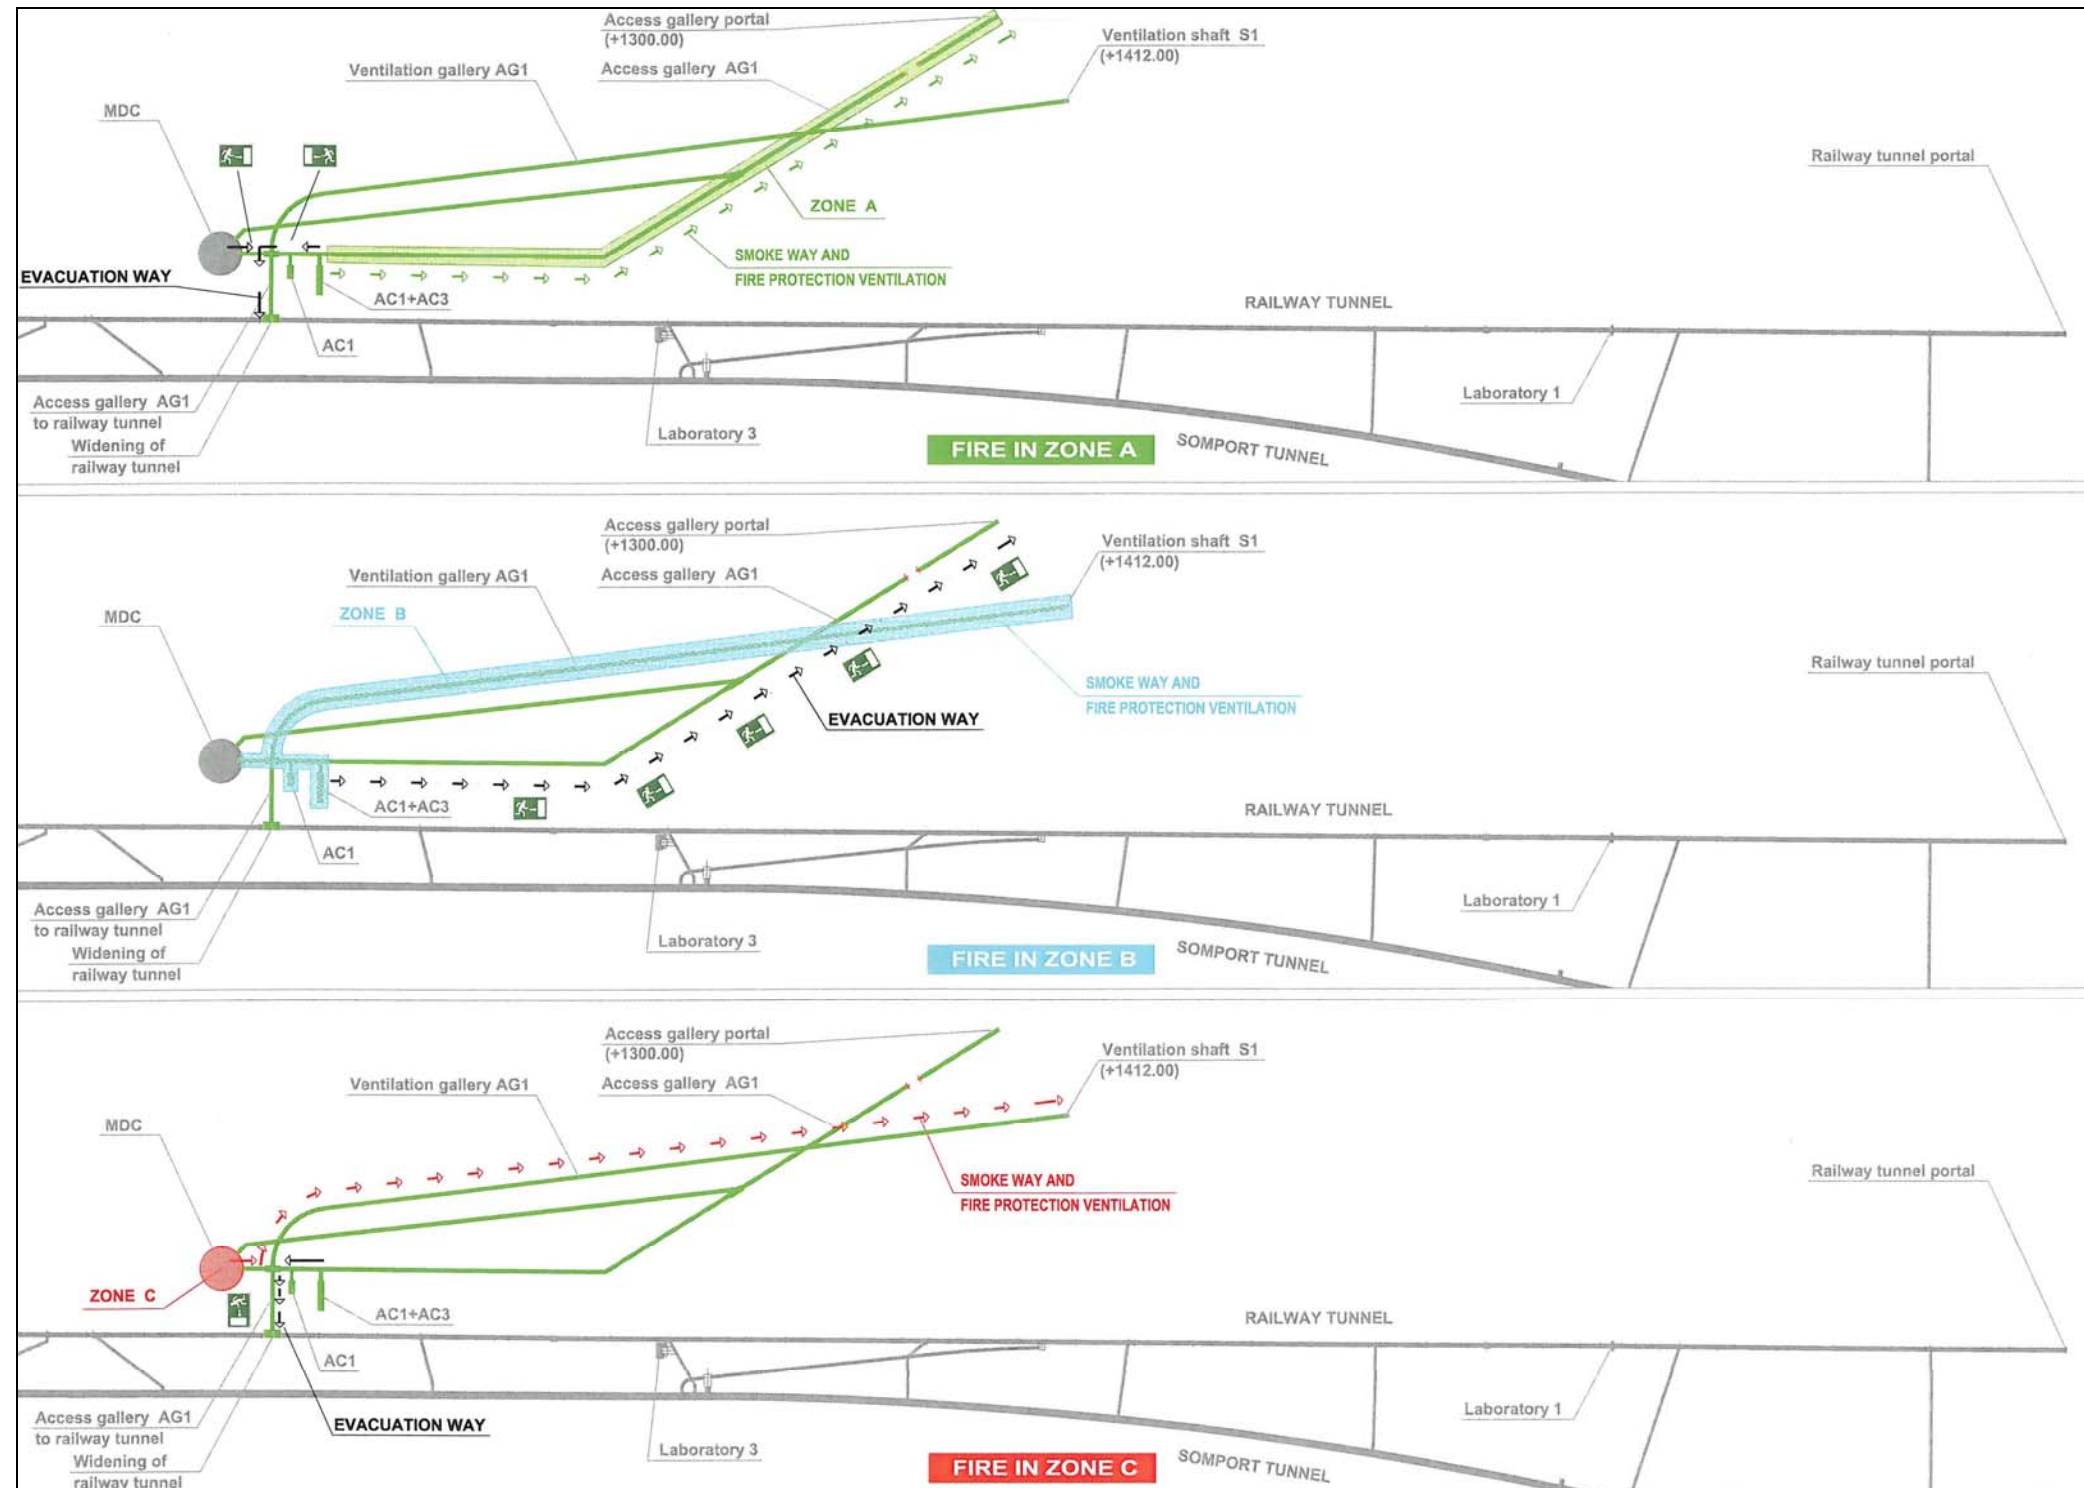 Access gallery portal
(+1300.00)
Ventilation shaft S1
(+1412.00)
Ventilation gallery AG1
Access gallery AG1
MDC
Railway tunnel portal
ZONE A
SMOKE WAY AND
FIRE PROTECTION VENTILATION
EVACUATION WAY
AC1+AC3
RAILWAY TUNNEL
AC1
Access gallery AG1
to railway tunnel
Widening of
railway tunnel
Laboratory 3
Laboratory 1
FIRE IN ZONE A
SOMPORT TUNNEL
Access gallery portal
(+1300.00)
Ventilation shaft S1
(+1412.00)
Ventilation gallery AG1
Access gallery AG1
ZONE B
MDC
Railway tunnel portal
SMOKE WAY AND
FIRE PROTECTION VENTILATION
EVACUATION WAY
AC1+AC3
RAILWAY TUNNEL
AC1
Access gallery AG1
to railway tunnel
Widening of
railway tunnel
Laboratory 3
Laboratory 1
FIRE IN ZONE B
SOMPORT TUNNEL
Access gallery portal
(+1300.00)
Ventilation shaft S1
(+1412.00)
Ventilation gallery AG1
Access gallery AG1
MDC
Railway tunnel portal
SMOKE WAY AND
FIRE PROTECTION VENTILATION
ZONE C
AC1+AC3
RAILWAY TUNNEL
AC1
Access gallery AG1
to railway tunnel
Widening of
railway tunnel
EVACUATION WAY
Laboratory 3
Laboratory 1
FIRE IN ZONE C
SOMPORT TUNNEL